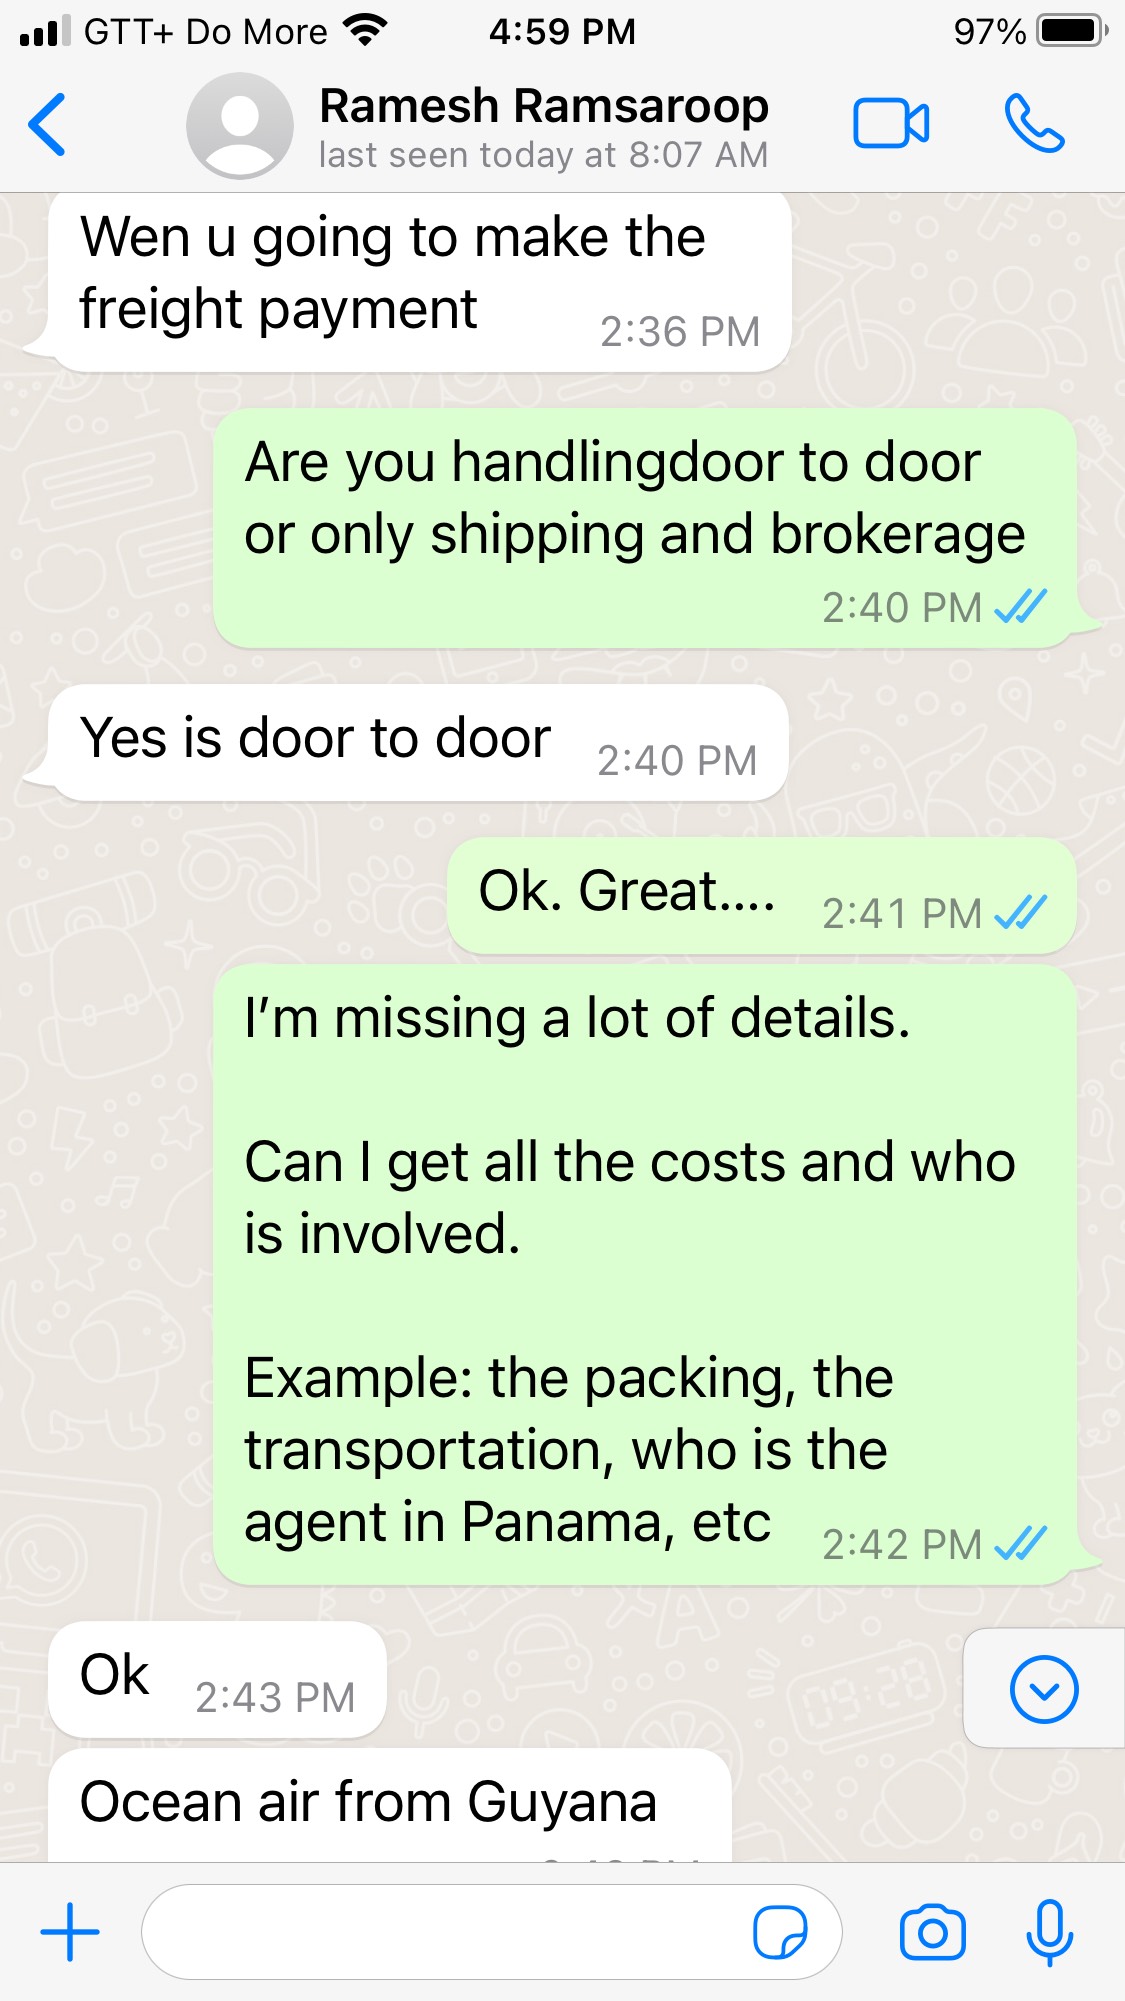 GTT+ Do More 4:59 PM 97%
Ramesh Ramsaroop
last seen today at 8:07 AM
Wen u going to make the
freight payment 2:36 PM
Are you handlingdoor to door
or only shipping and brokerage
2:40 PM
Yes is door to door 2:40 PM
Ok. Great.... 2:41 PM
I’m missing a lot of details.
Can I get all the costs and who
is involved.
Example: the packing, the
transportation, who is the
agent in Panama, etc 2:42 PM
Ok 2:43 PM
09:28
Ocean air from Guyana